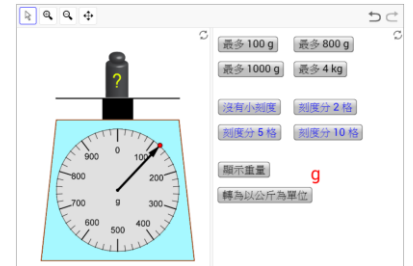 ?
0
100
200
300
400
500
600
700
800
900
g
最多 100 g
最多 800 g
最多 1000 g
最多 4 kg
沒有小刻度
刻度分 2 格
刻度分 5 格
刻度分 10 格
顯示重量
g
轉為以公斤為單位